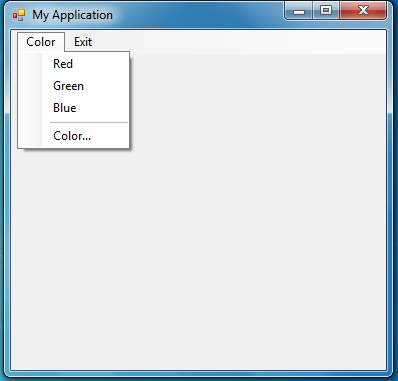 My Application
Color Exit
Red
Green
Blue
Color...